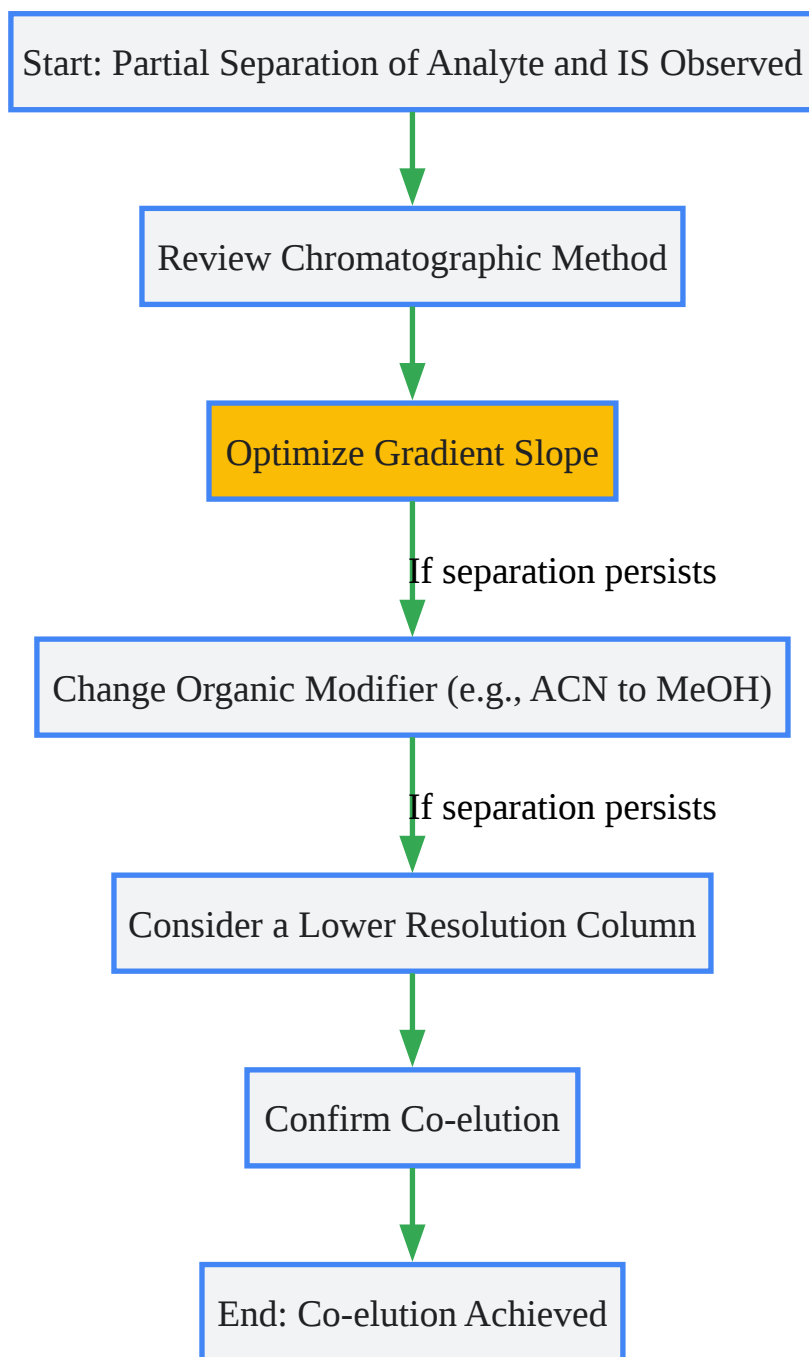 Start: Partial Separation of Analyte and IS Observed
Review Chromatographic Method
Optimize Gradient Slope
If separation persists
Change Organic Modifier (e.g., ACN to MeOH)
If separation persists
Consider a Lower Resolution Column
Confirm Co-elution
End: Co-elution Achieved